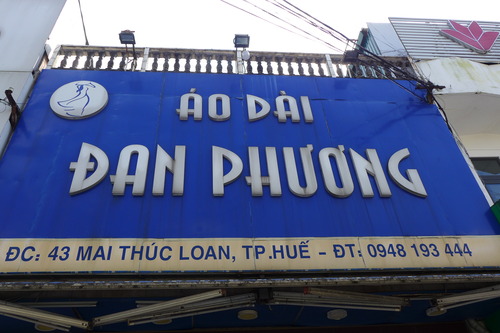 ÁO DÀI
ĐAN PHƯƠNG
ĐC: 43 MAI THÚC LOAN, TP.HUẾ - ĐT: 0948 193 444